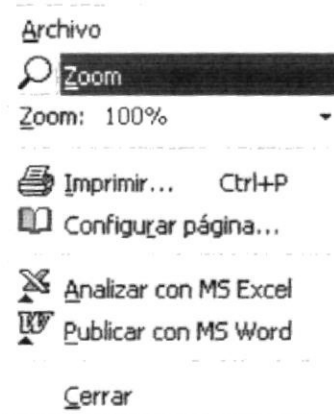 Archivo
Zoom
Zoom: 100%
Imprimir... Ctrl+P
Configurar página...
Analizar con MS Excel
Publicar con MS Word
Cerrar